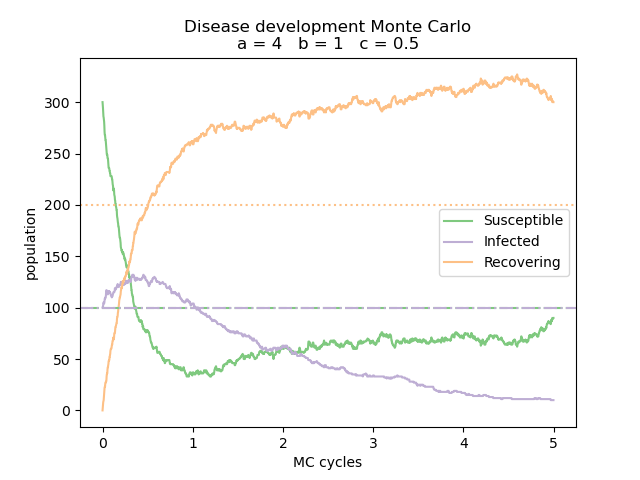 Disease development Monte Carlo
a = 4 b = 1 c = 0.5
300
250
200
150
100
50
0
population
Susceptible
Infected
Recovering
0 1 2 3 4 5
MC cycles